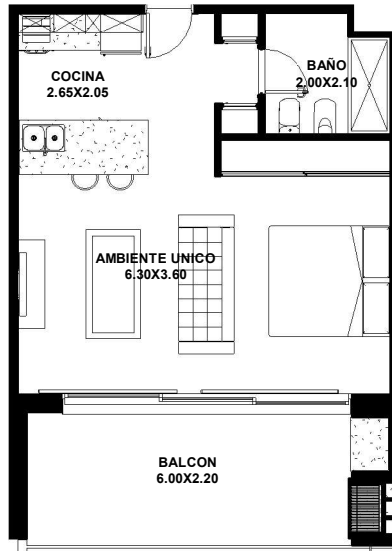 COCINA
2.65X2.05
BAÑO
2.00X2.10
AMBIENTE UNICO
6.30X3.60
BALCON
6.00X2.20